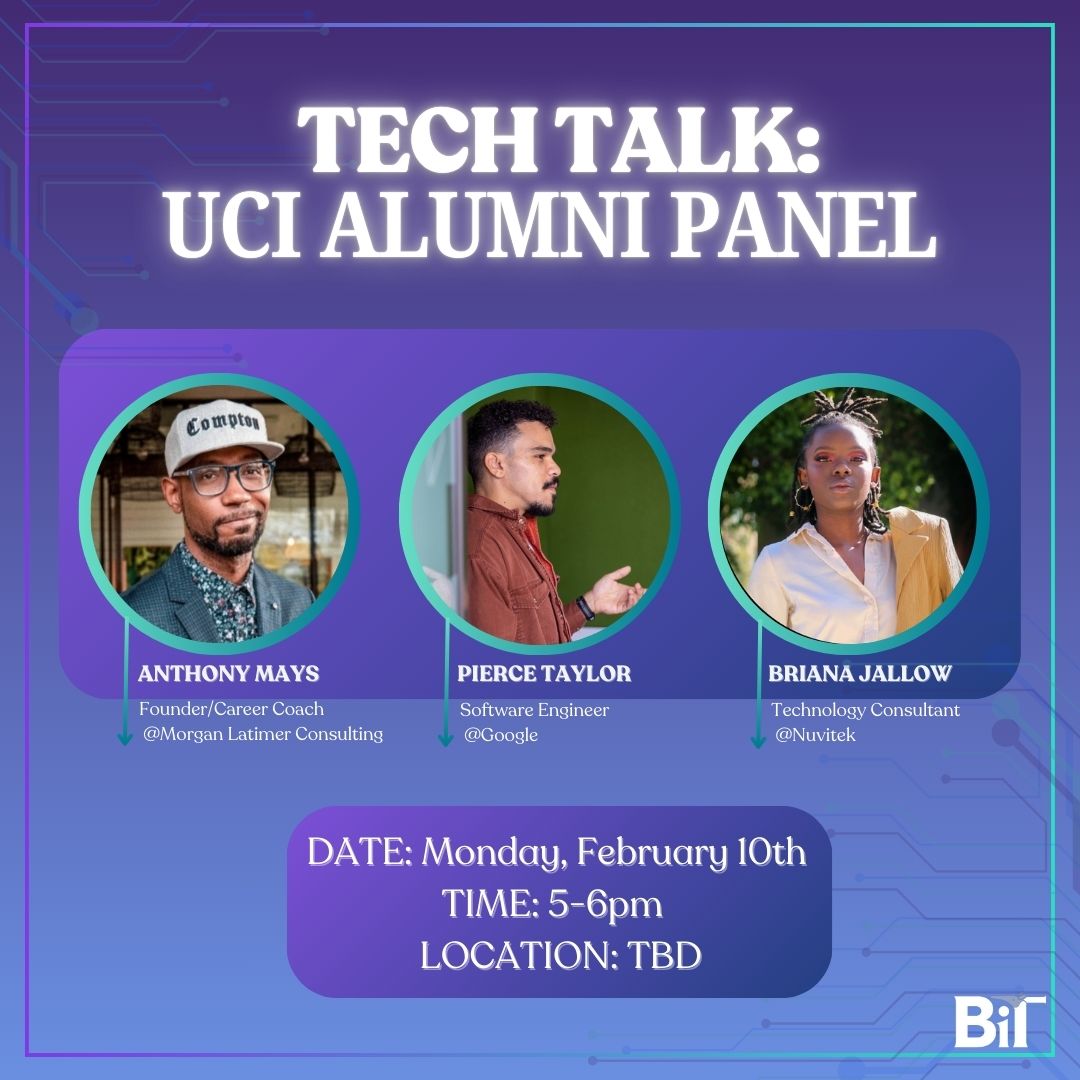 TECH TALK:
UCI ALUMNI PANEL
Compton
ANTHONY MAYS
Founder/Career Coach
@Morgan Latimer Consulting
PIERCE TAYLOR
Software Engineer
@Google
BRIANA JALLOW
Technology Consultant
@Nuvitek
DATE: Monday, February 10th
TIME: 5-6pm
LOCATION: TBD
BiT